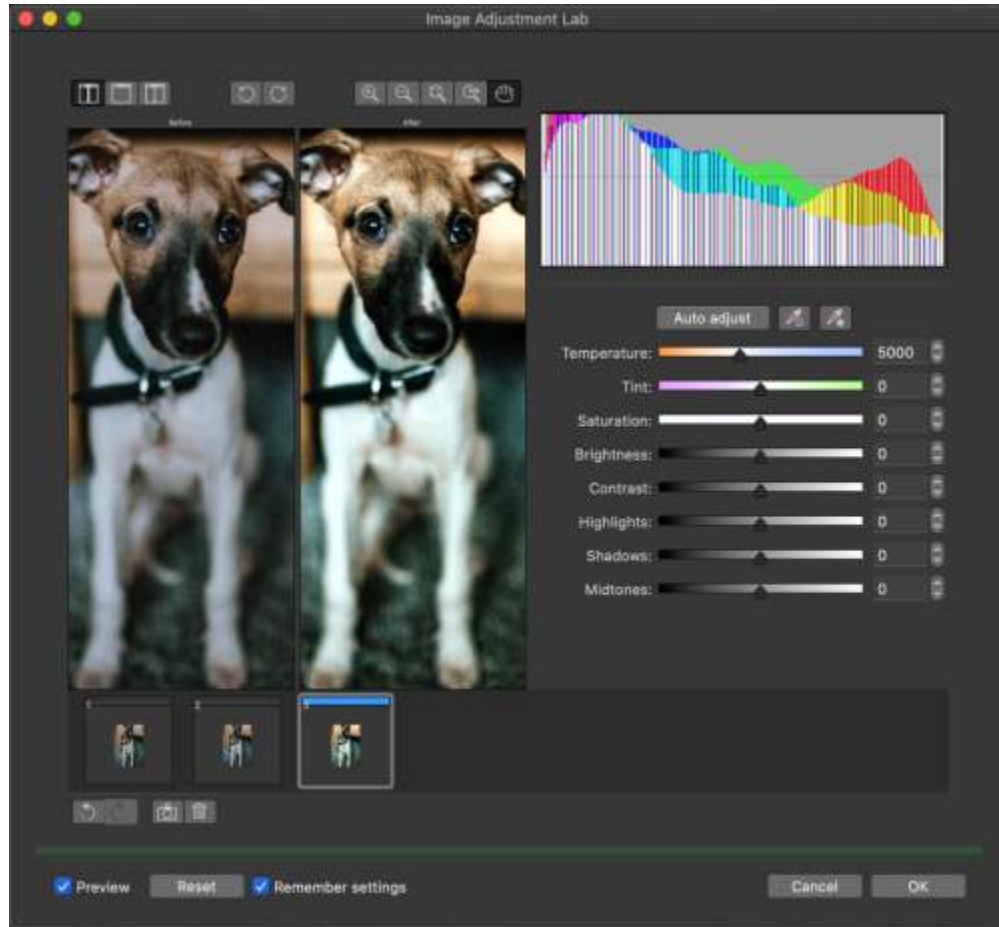 Image Adjustment Lab
Before
After
Auto adjust
Temperature: 5000
Tint: 0
Saturation: 0
Brightness: 0
Contrast: 0
Highlights: 0
Shadows: 0
Midtones: 0
1 2 3
Preview Reset Remember settings Cancel OK